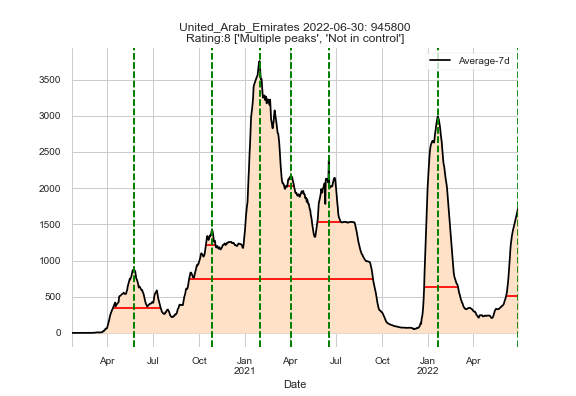 United_Arab_Emirates 2022-06-30: 945800
Rating:8 ['Multiple peaks', 'Not in control']
Average-7d
3500
3000
2500
2000
1500
1000
500
0
Apr Jul Oct Jan Apr Jul Oct Jan Apr
2021 2022
Date